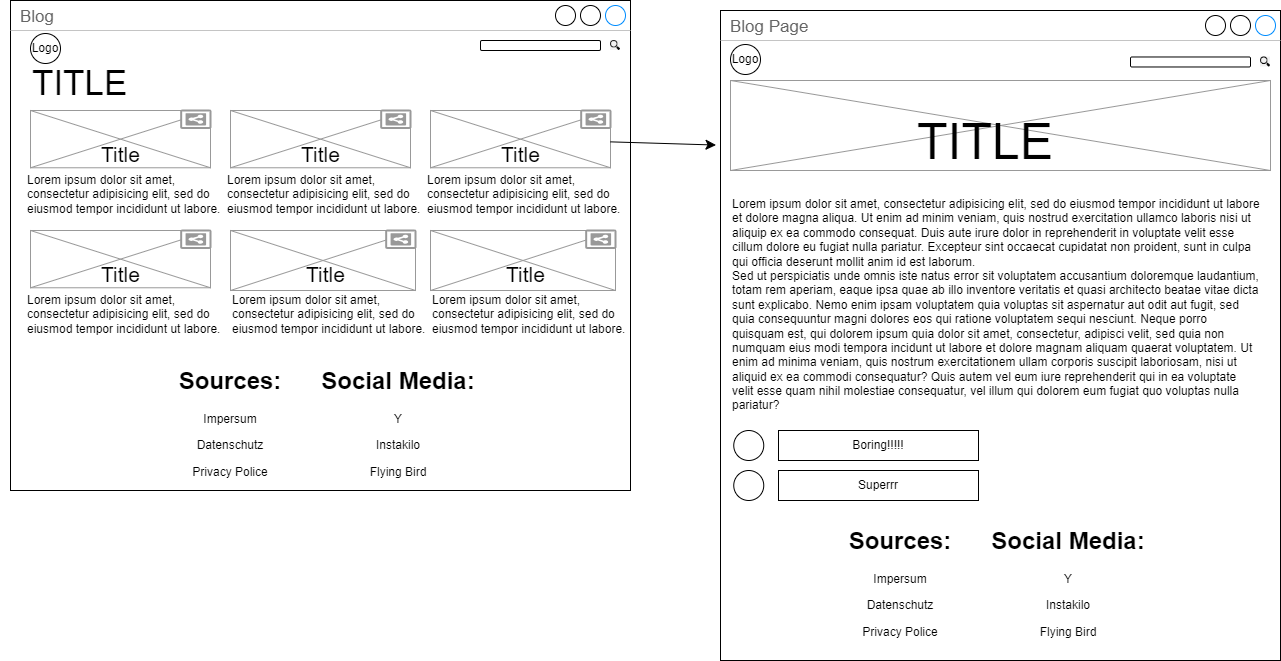 Blog
Logo
TITLE
Title
Title
Title
Lorem ipsum dolor sit amet,
consectetur adipisicing elit, sed do
eiusmod tempor incididunt ut labore.
Lorem ipsum dolor sit amet,
consectetur adipisicing elit, sed do
eiusmod tempor incididunt ut labore.
Lorem ipsum dolor sit amet,
consectetur adipisicing elit, sed do
eiusmod tempor incididunt ut labore.
Title
Title
Title
Lorem ipsum dolor sit amet,
consectetur adipisicing elit, sed do
eiusmod tempor incididunt ut labore.
Lorem ipsum dolor sit amet,
consectetur adipisicing elit, sed do
eiusmod tempor incididunt ut labore.
Lorem ipsum dolor sit amet,
consectetur adipisicing elit, sed do
eiusmod tempor incididunt ut labore.
Sources:
Impersum
Datenschutz
Privacy Police
Social Media:
Y
Instakilo
Flying Bird
Blog Page
Logo
TITLE
Lorem ipsum dolor sit amet, consectetur adipisicing elit, sed do eiusmod tempor incididunt ut labore
et dolore magna aliqua. Ut enim ad minim veniam, quis nostrud exercitation ullamco laboris nisi ut
aliquip ex ea commodo consequat. Duis aute irure dolor in reprehenderit in voluptate velit esse
cillum dolore eu fugiat nulla pariatur. Excepteur sint occaecat cupidatat non proident, sunt in culpa
qui officia deserunt mollit anim id est laborum.
Sed ut perspiciatis unde omnis iste natus error sit voluptatem accusantium doloremque laudantium,
totam rem aperiam, eaque ipsa quae ab illo inventore veritatis et quasi architecto beatae vitae dicta
sunt explicabo. Nemo enim ipsam voluptatem quia voluptas sit aspernatur aut odit aut fugit, sed
quia consequuntur magni dolores eos qui ratione voluptatem sequi nesciunt. Neque porro
quisquam est, qui dolorem ipsum quia dolor sit amet, consectetur, adipisci velit, sed quia non
numquam eius modi tempora incidunt ut labore et dolore magnam aliquam quaerat voluptatem. Ut
enim ad minima veniam, quis nostrum exercitationem ullam corporis suscipit laboriosam, nisi ut
aliquid ex ea commodi consequatur? Quis autem vel eum iure reprehenderit qui in ea voluptate
velit esse quam nihil molestiae consequatur, vel illum qui dolorem eum fugiat quo voluptas nulla
pariatur?
Boring!!!!!
Superrr
Sources:
Impersum
Datenschutz
Privacy Police
Social Media:
Y
Instakilo
Flying Bird